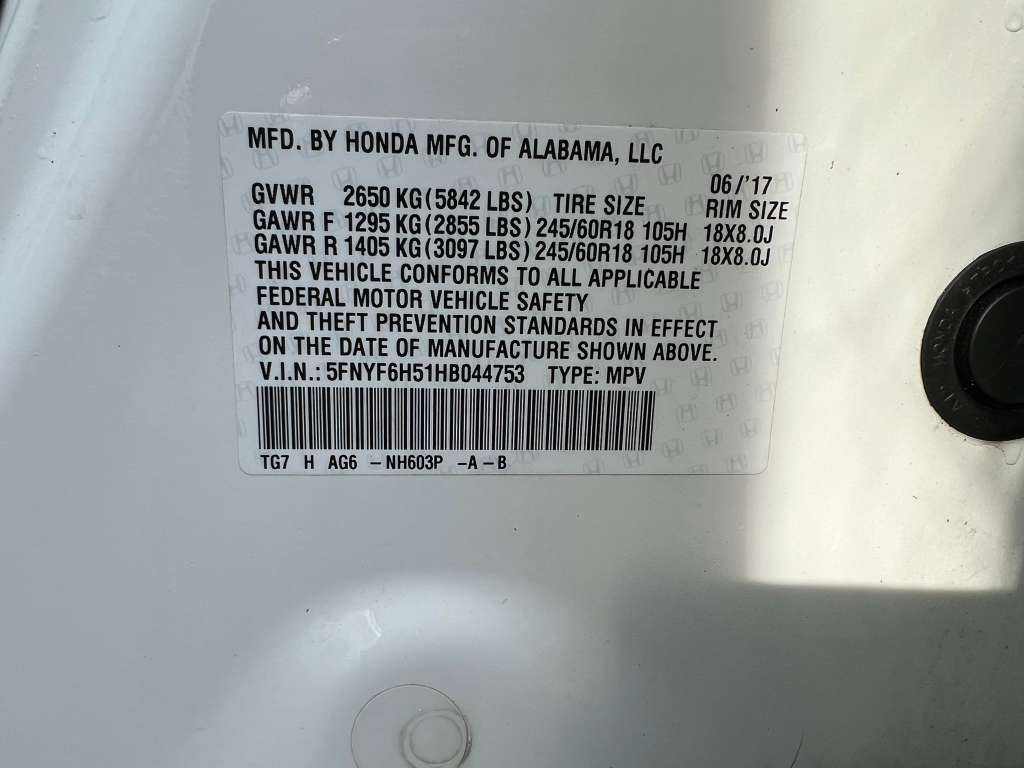 MFD. BY HONDA MFG. OF ALABAMA, LLC
06/'17
GVWR 2650 KG (5842 LBS) TIRE SIZE RIM SIZE
GAWR F 1295 KG (2855 LBS) 245/60R18 105H 18X8.0J
GAWR R 1405 KG (3097 LBS) 245/60R18 105H 18X8.0J
THIS VEHICLE CONFORMS TO ALL APPLICABLE
FEDERAL MOTOR VEHICLE SAFETY
AND THEFT PREVENTION STANDARDS IN EFFECT
ON THE DATE OF MANUFACTURE SHOWN ABOVE.
V.I.N.: 5FNYF6H51HB044753 TYPE: MPV
TG7 H AG6 -NH603P -A-B
HONDA